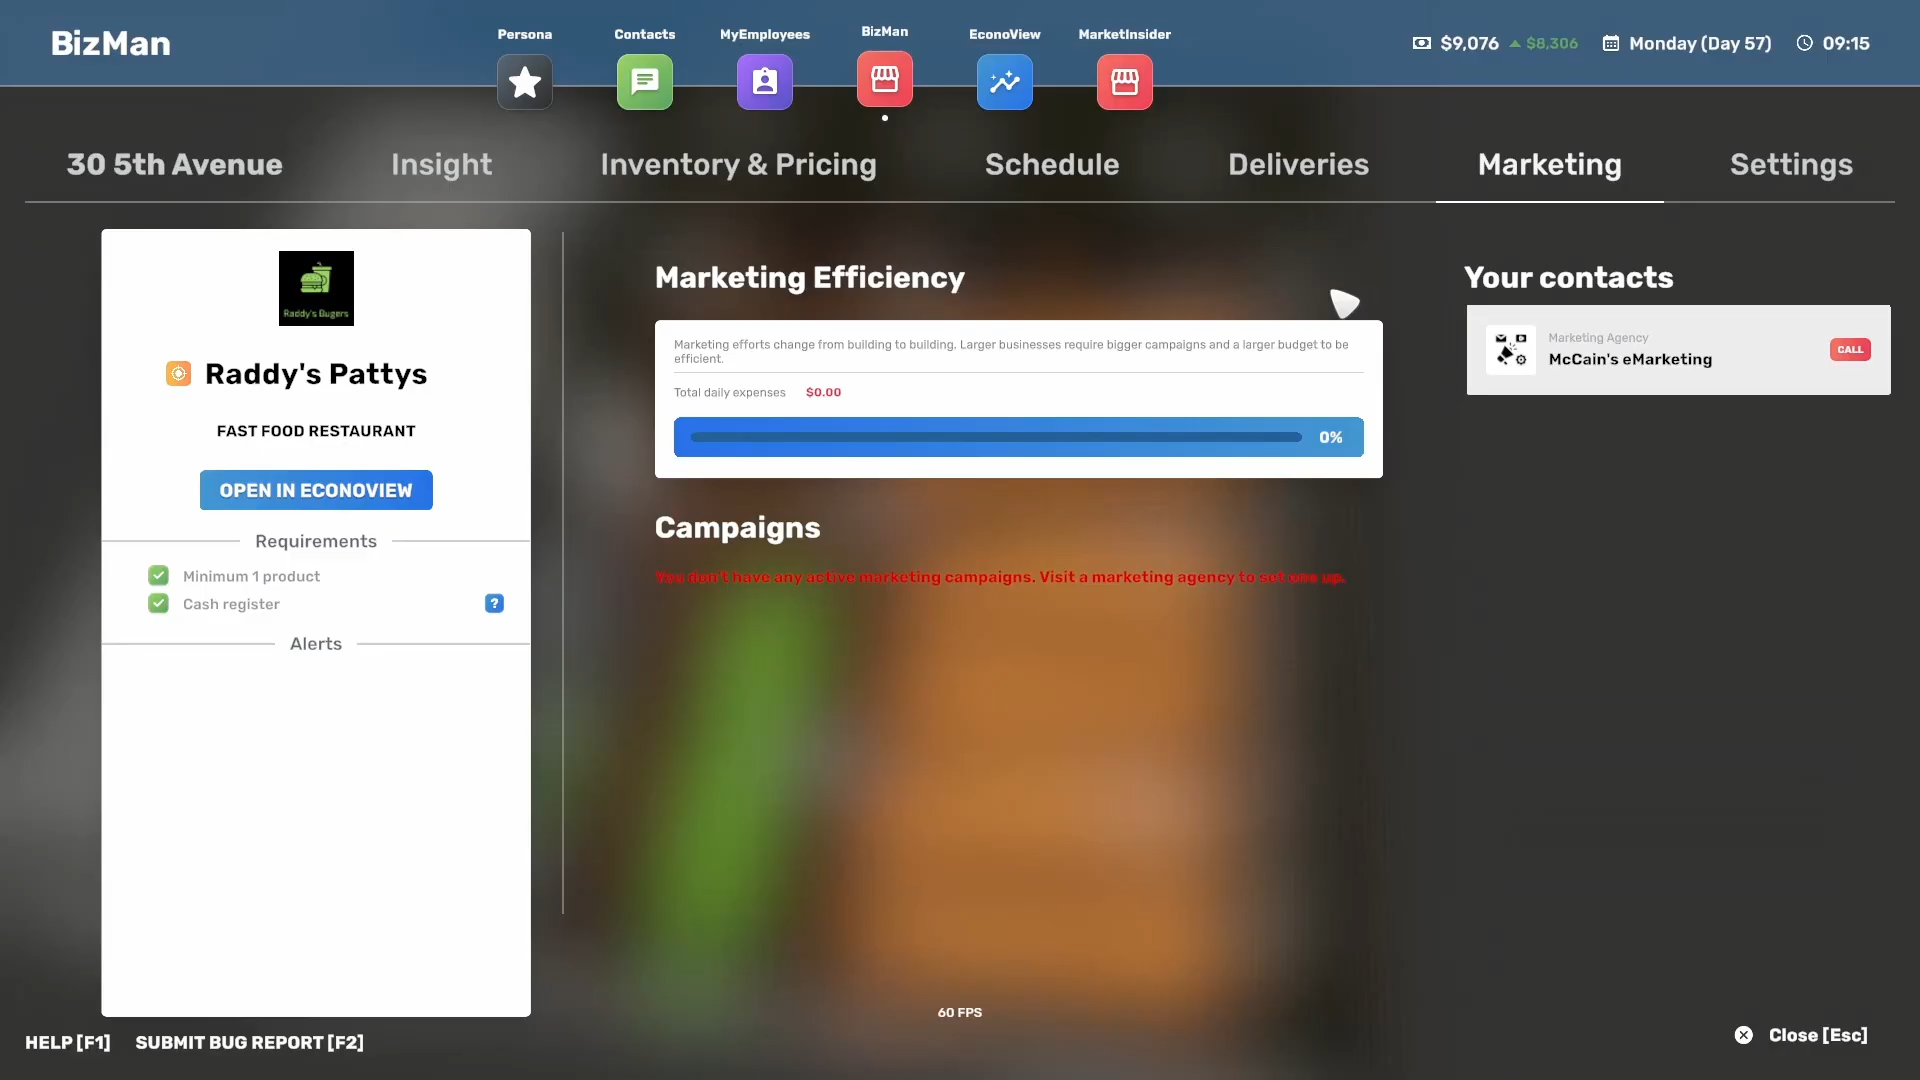 BizMan
Persona
Contacts
MyEmployees
BizMan
EconoView
MarketInsider
$9,076 $8,306 Monday (Day 57) 09:15
30 5th Avenue
Insight
Inventory & Pricing
Schedule
Deliveries
Marketing
Settings
Raddy's Bugers
Raddy's Pattys
FAST FOOD RESTAURANT
OPEN IN ECONOVIEW
Requirements
Minimum 1 product
Cash register
?
Alerts
Marketing Efficiency
Marketing efforts change from building to building. Larger businesses require bigger campaigns and a larger budget to be
efficient.
Total daily expenses $0.00
0%
Campaigns
You don't have any active marketing campaigns. Visit a marketing agency to set one up.
Your contacts
Marketing Agency
McCain's eMarketing
CALL
60 FPS
HELP [F1] SUBMIT BUG REPORT [F2]
Close [Esc]